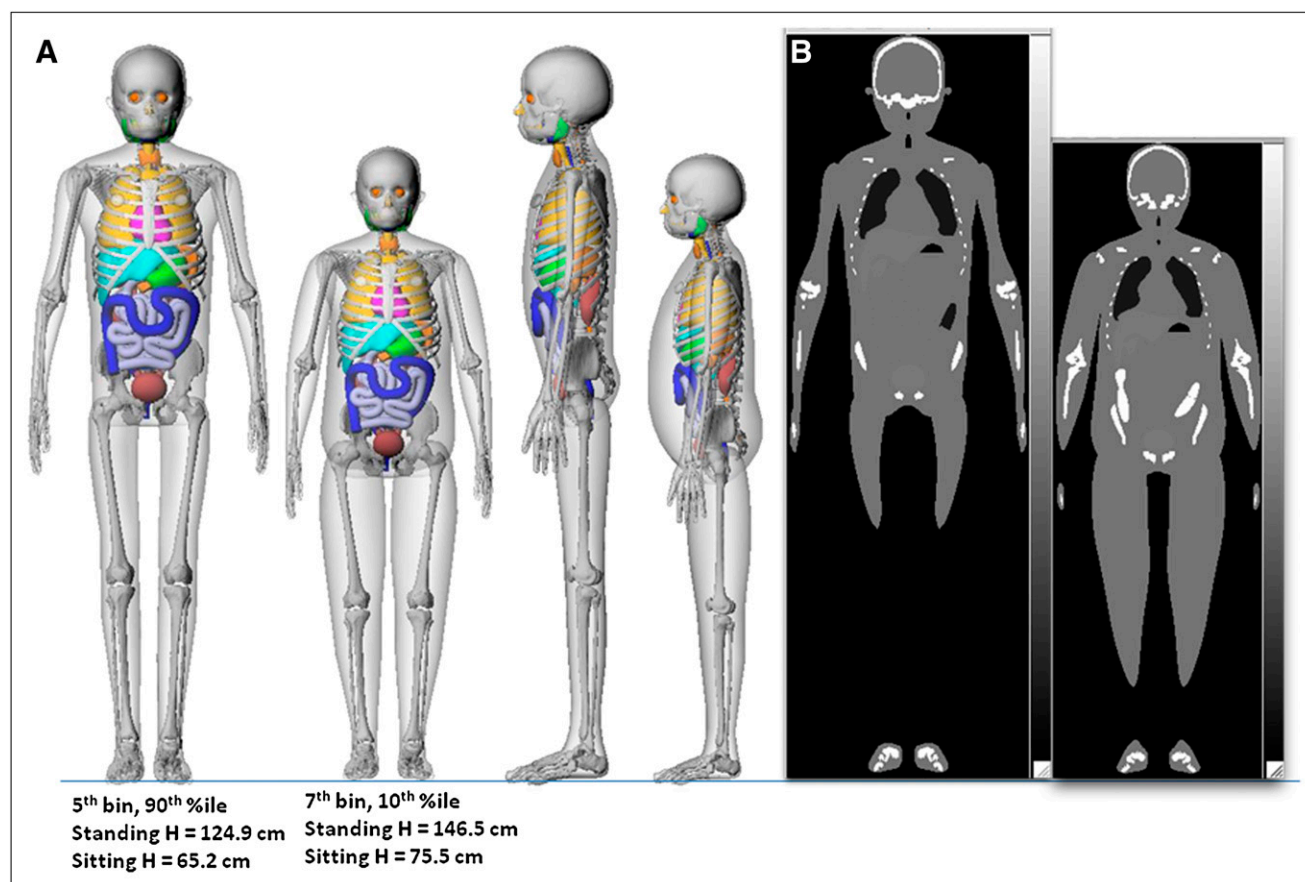 A
B
5th bin, 90th %ile
Standing H = 124.9 cm
Sitting H = 65.2 cm
7th bin, 10th %ile
Standing H = 146.5 cm
Sitting H = 75.5 cm